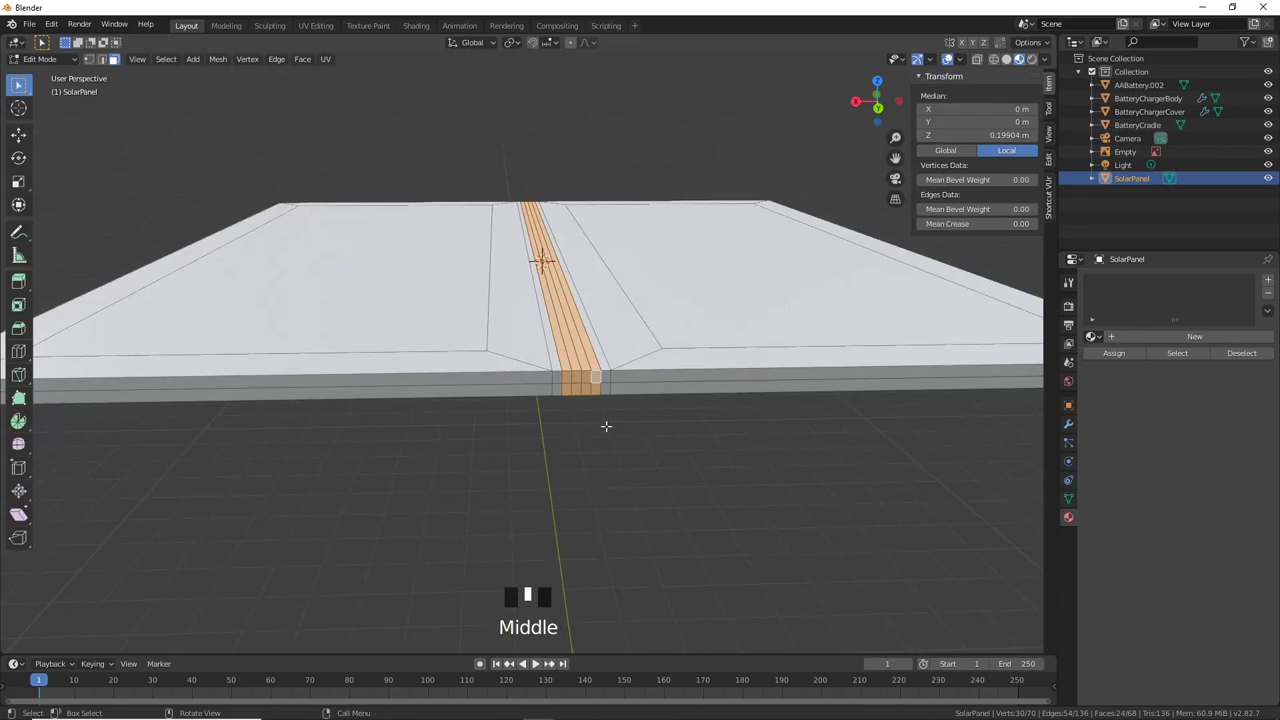 Blender
File Edit Render Window Help Layout Modeling Sculpting UV Editing Texture Paint Shading Animation Rendering Compositing Scripting + Scene View Layer
Global X Y Z Options
Edit Mode View Select Add Mesh Vertex Edge Face UV
User Perspective
(1) SolarPanel
Transform
Median:
X 0 m
Y 0 m
Z 0.19904 m
Global Local
Vertices Data:
Mean Bevel Weight 0.00
Edges Data:
Mean Bevel Weight 0.00
Mean Crease 0.00
Item
Tool
View
Edit
Shortcut VUr
X
Y
Z
Scene Collection
Collection
AABattery.002
BatteryChargerBody
BatteryChargerCover
BatteryCradle
Camera
Empty
Light
SolarPanel
SolarPanel
New
Assign Select Deselect
Middle
Playback Keying View Marker 1 Start 1 End 250
1 10 20 30 40 50 60 70 80 90 100 110 120 130 140 150 160 170 180 190 200 210 220 230 240 250
Select Box Select Rotate View Call Menu SolarPanel | Verts:30/70 | Edges:54/136 | Faces:24/68 | Tris:136 | Mem: 60.9 MiB | v2.82.7